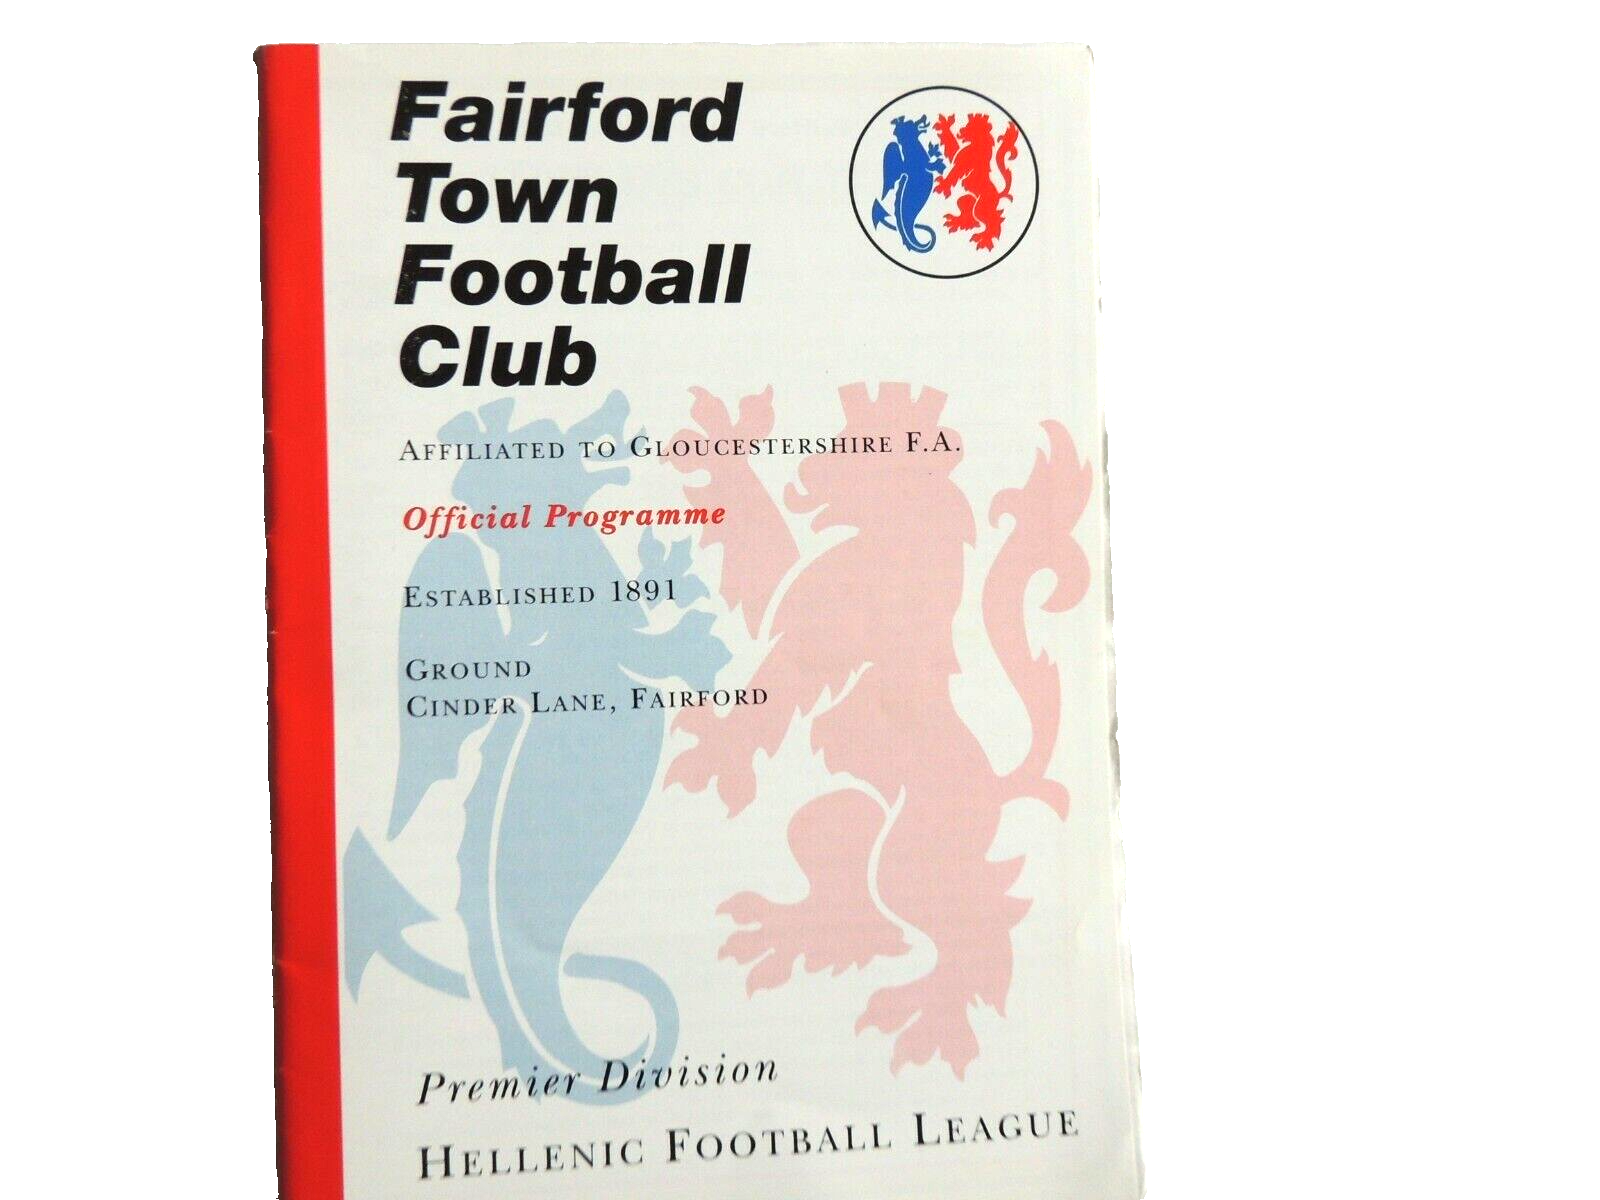 Fairford
Town
Football
Club
AFFILIATED TO GLOUCESTERSHIRE F.A.
Official Programme
ESTABLISHED 1891
GROUND
CINDER LANE, FAIRFORD
Premier Division
HELLENIC FOOTBALL LEAGUE